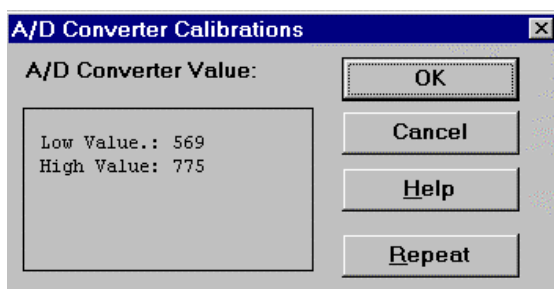 A/D Converter Calibrations
A/D Converter Value:
Low Value.: 569
High Value: 775
OK
Cancel
Help
Repeat